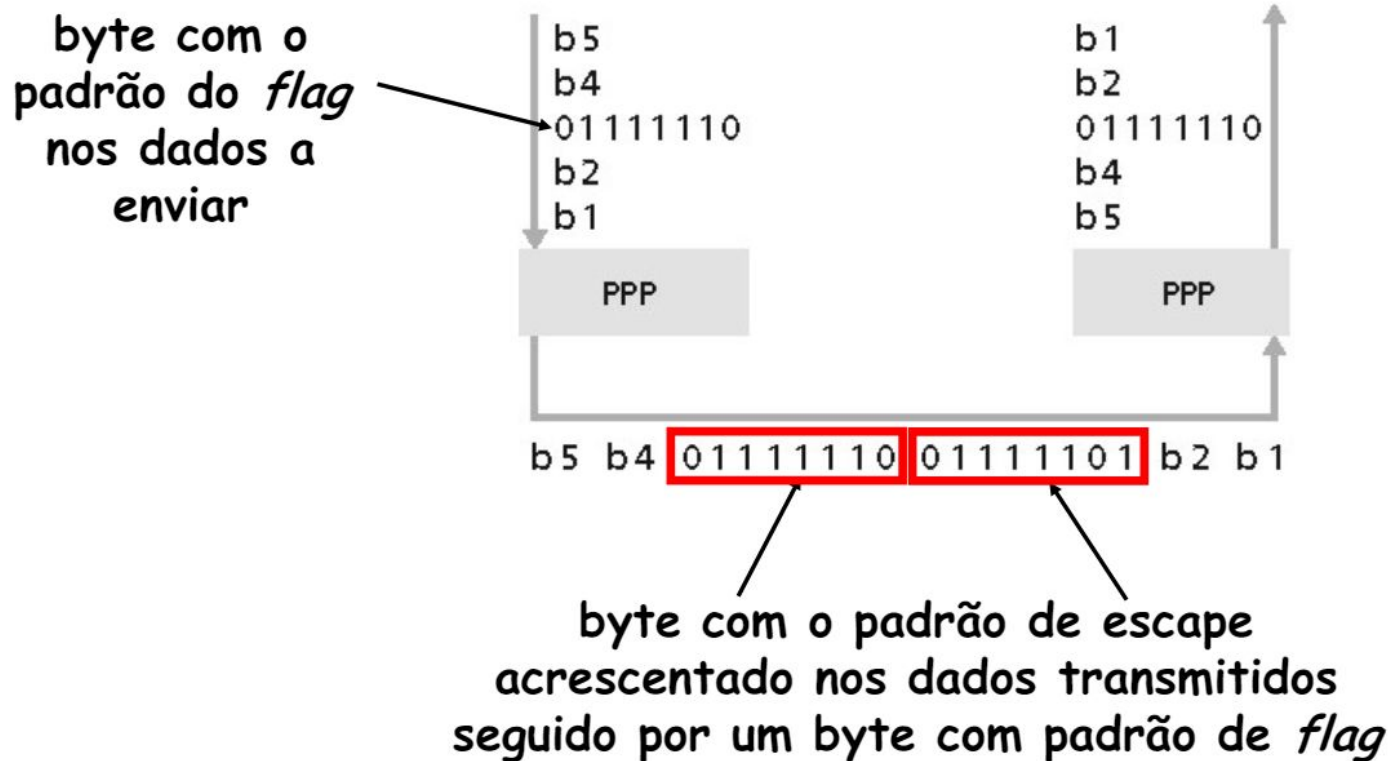 byte com o
padrão do flag
nos dados a
enviar
b5
b4
01111110
b2
b1
PPP
b1
b2
01111110
b4
b5
PPP
b5 b4 01111110 01111101 b2 b1
byte com o padrão de escape
acrescentado nos dados transmitidos
seguido por um byte com padrão de flag